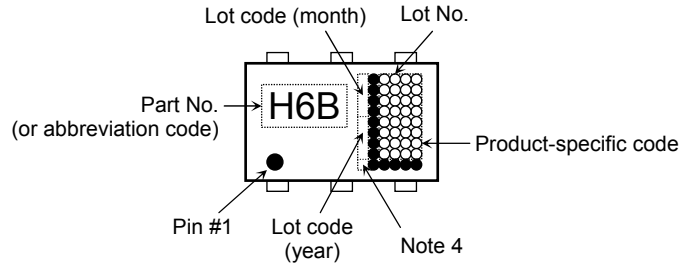 Lot code (month)
Lot No.
Part No.
(or abbreviation code)
H6B
Product-specific code
Pin #1
Lot code
(year)
Note 4